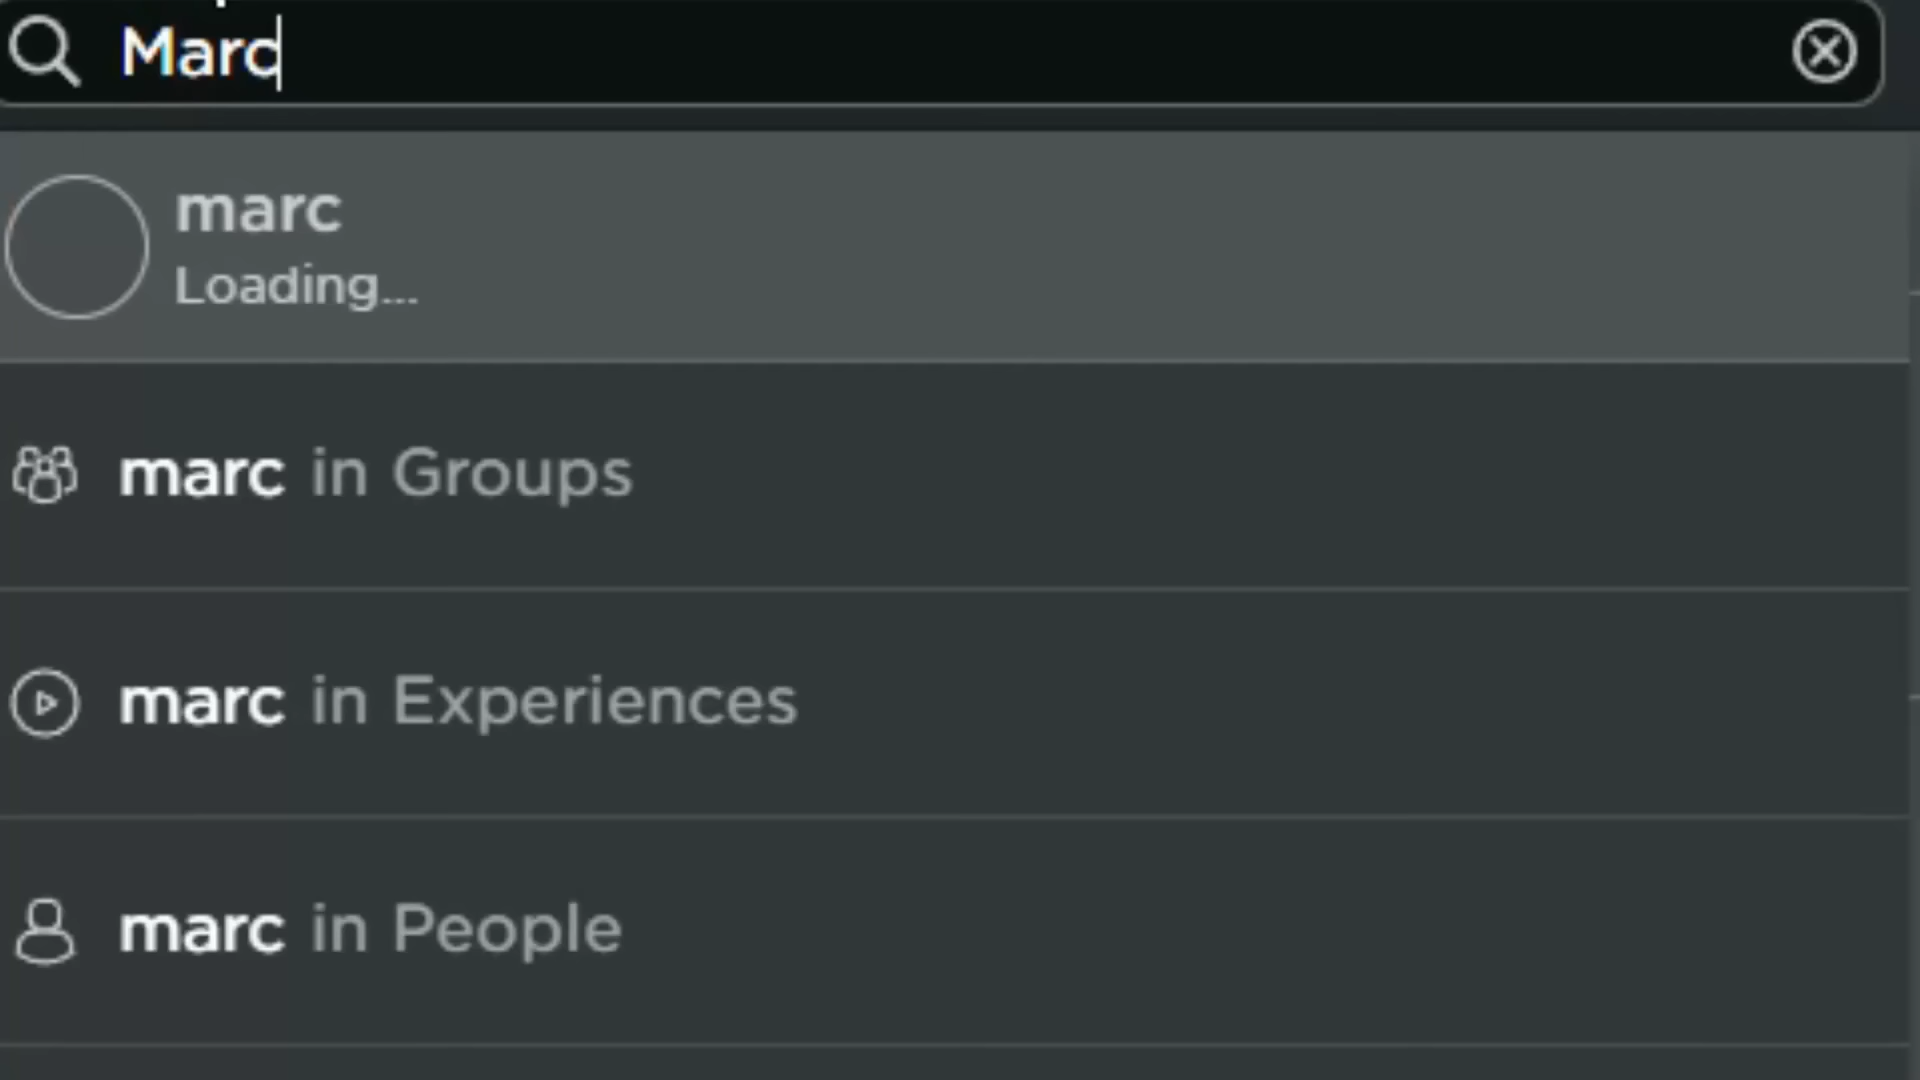 Marc
marc
Loading...
marc in Groups
marc in Experiences
marc in People